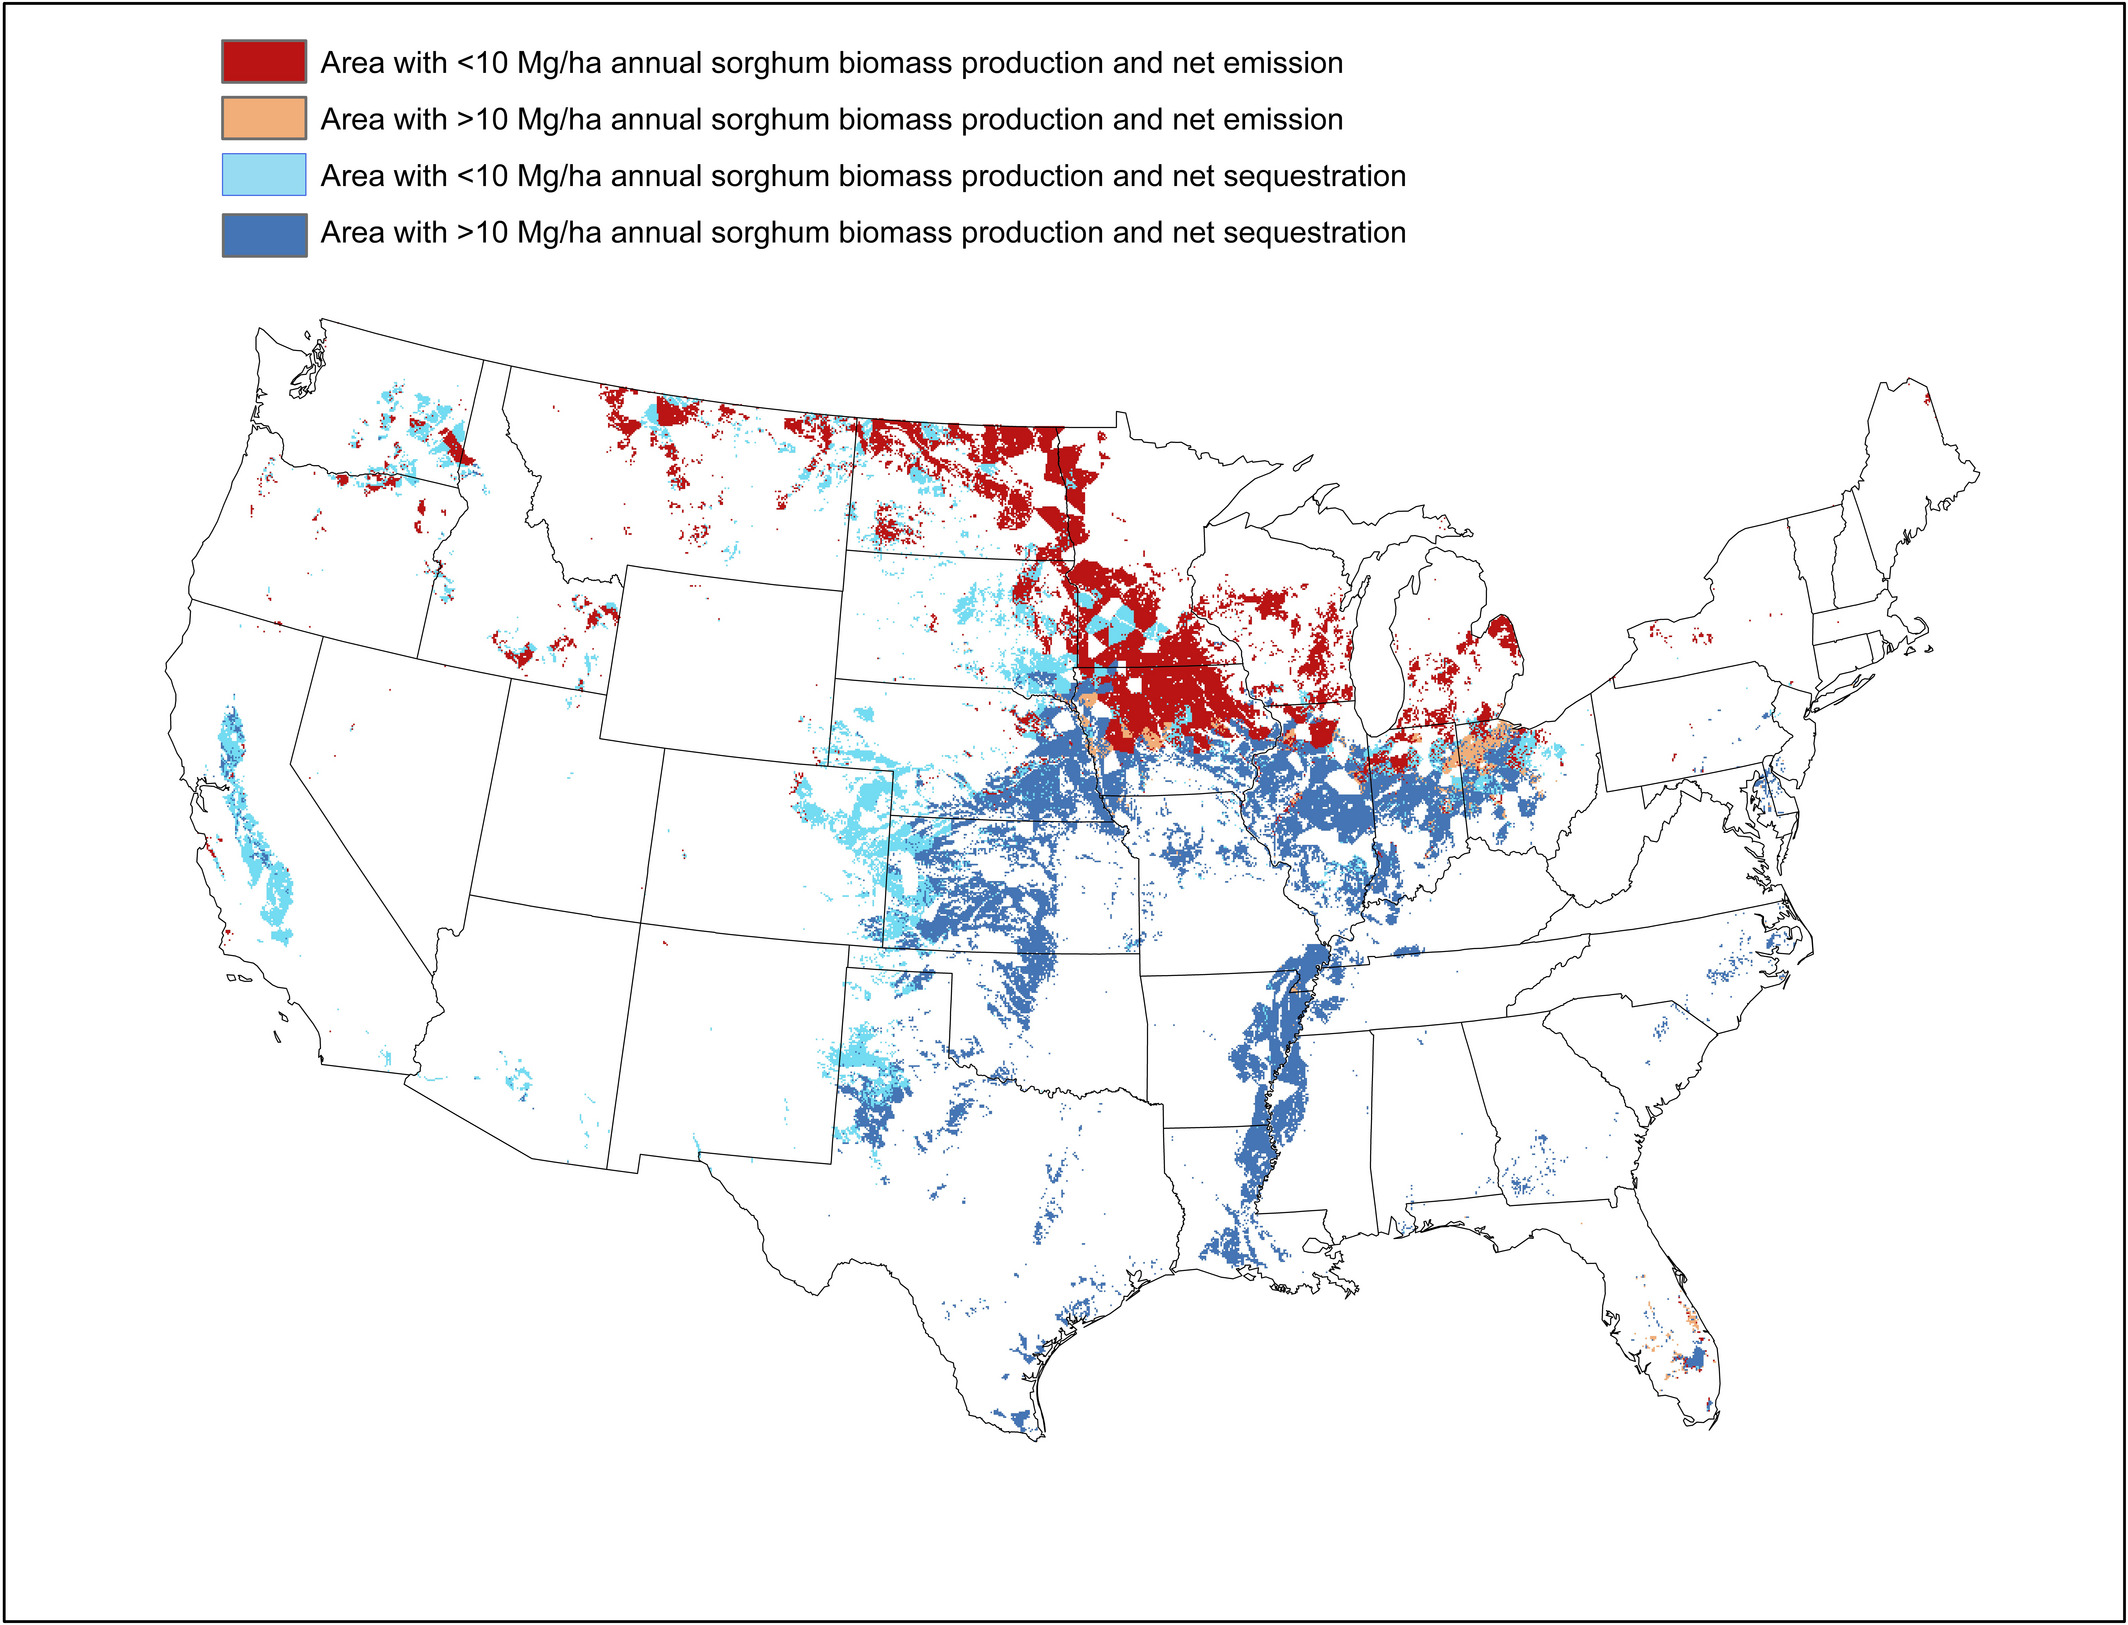 Area with <10 Mg/ha annual sorghum biomass production and net emission
Area with >10 Mg/ha annual sorghum biomass production and net emission
Area with <10 Mg/ha annual sorghum biomass production and net sequestration
Area with >10 Mg/ha annual sorghum biomass production and net sequestration